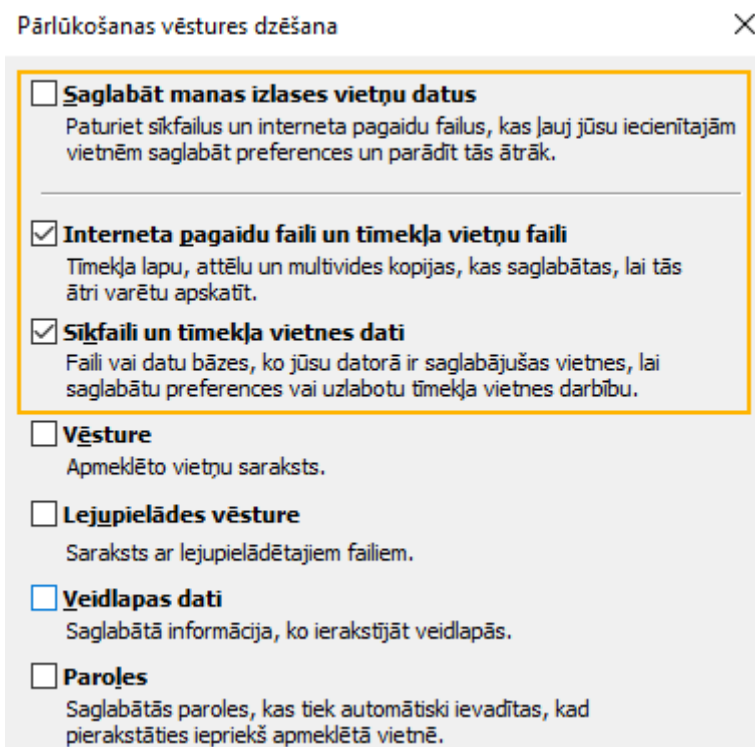 Pārlūkošanas vēstures dzēšana
Saglabāt manas izlases vietņu datus
Paturiet sīkfailus un interneta pagaidu failus, kas ļauj jūsu iecienītajām
vietnēm saglabāt preferences un parādīt tās ātrāk.
Interneta pagaidu faili un tīmekļa vietņu faili
Tīmekļa lapu, attēlu un multivides kopijas, kas saglabātas, lai tās
ātri varētu apskatīt.
Sīkfaili un tīmekļa vietnes dati
Faili vai datu bāzes, ko jūsu datorā ir saglabājušas vietnes, lai
saglabātu preferences vai uzlabotu tīmekļa vietnes darbību.
Vēsture
Apmeklēto vietņu saraksts.
Lejupielādes vēsture
Saraksts ar lejupielādētajiem failiem.
Veidlapas dati
Saglabātā informācija, ko ierakstījāt veidlapās.
Paroles
Saglabātās paroles, kas tiek automātiski ievadītas, kad
pierakstāties iepriekš apmeklētā vietnē.